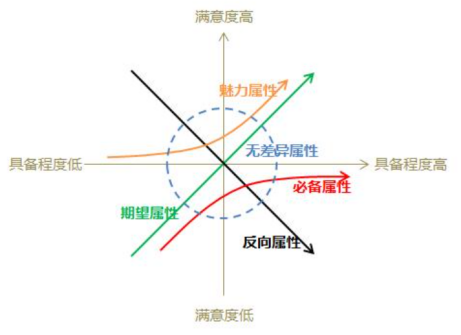 满意度高
魅力属性
无差异属性
具备程度低
具备程度高
必备属性
期望属性
反向属性
满意度低